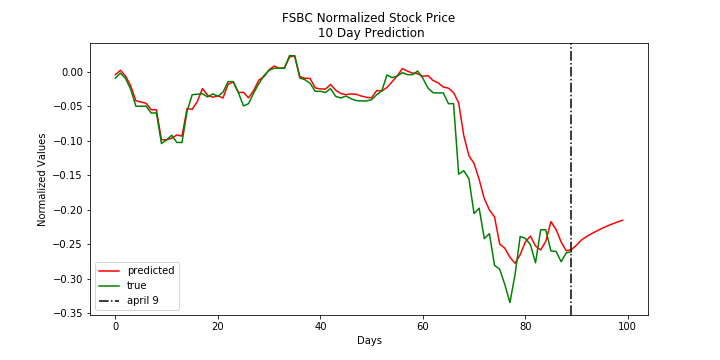 FSBC Normalized Stock Price
10 Day Prediction
Normalized Values
0.00
−0.05
−0.10
−0.15
−0.20
−0.25
−0.30
−0.35
predicted
true
april 9
0 20 40 60 80 100
Days